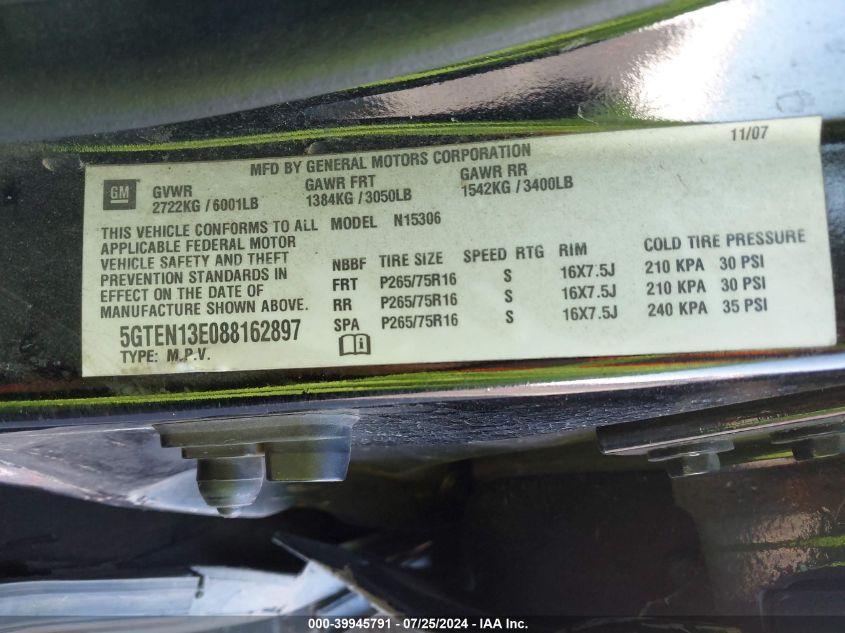 11/07
MFD BY GENERAL MOTORS CORPORATION
GM
GVWR GAWR FRT GAWR RR
2722KG / 6001LB 1384KG / 3050LB 1542KG / 3400LB
THIS VEHICLE CONFORMS TO ALL
APPLICABLE FEDERAL MOTOR
VEHICLE SAFETY AND THEFT
PREVENTION STANDARDS IN
EFFECT ON THE DATE OF
MANUFACTURE SHOWN ABOVE.
5GTEN13E088162897
TYPE: M.P.V.
MODEL N15306
NBBF TIRE SIZE SPEED RTG RIM COLD TIRE PRESSURE
FRT P265/75R16 S 16X7.5J 210 KPA 30 PSI
RR P265/75R16 S 16X7.5J 210 KPA 30 PSI
SPA P265/75R16 S 16X7.5J 240 KPA 35 PSI
000-39945791 - 07/25/2024 - IAA Inc.